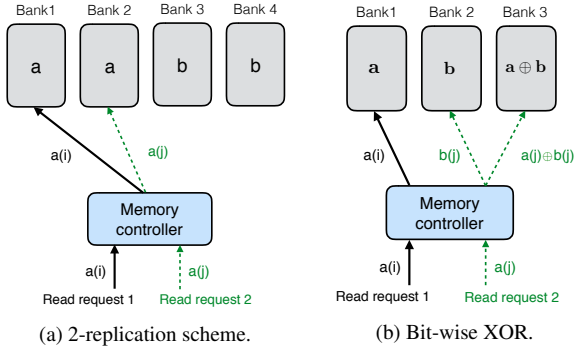 Bank1 Bank 2 Bank 3 Bank 4
a a b b
a(i) a(j)
Memory
controller
a(i) a(j)
Read request 1 Read request 2
(a) 2-replication scheme.
Bank1 Bank 2 Bank 3
a b a ⊕ b
a(i) b(j) a(j)⊕b(j)
Memory
controller
a(i) a(j)
Read request 1 Read request 2
(b) Bit-wise XOR.